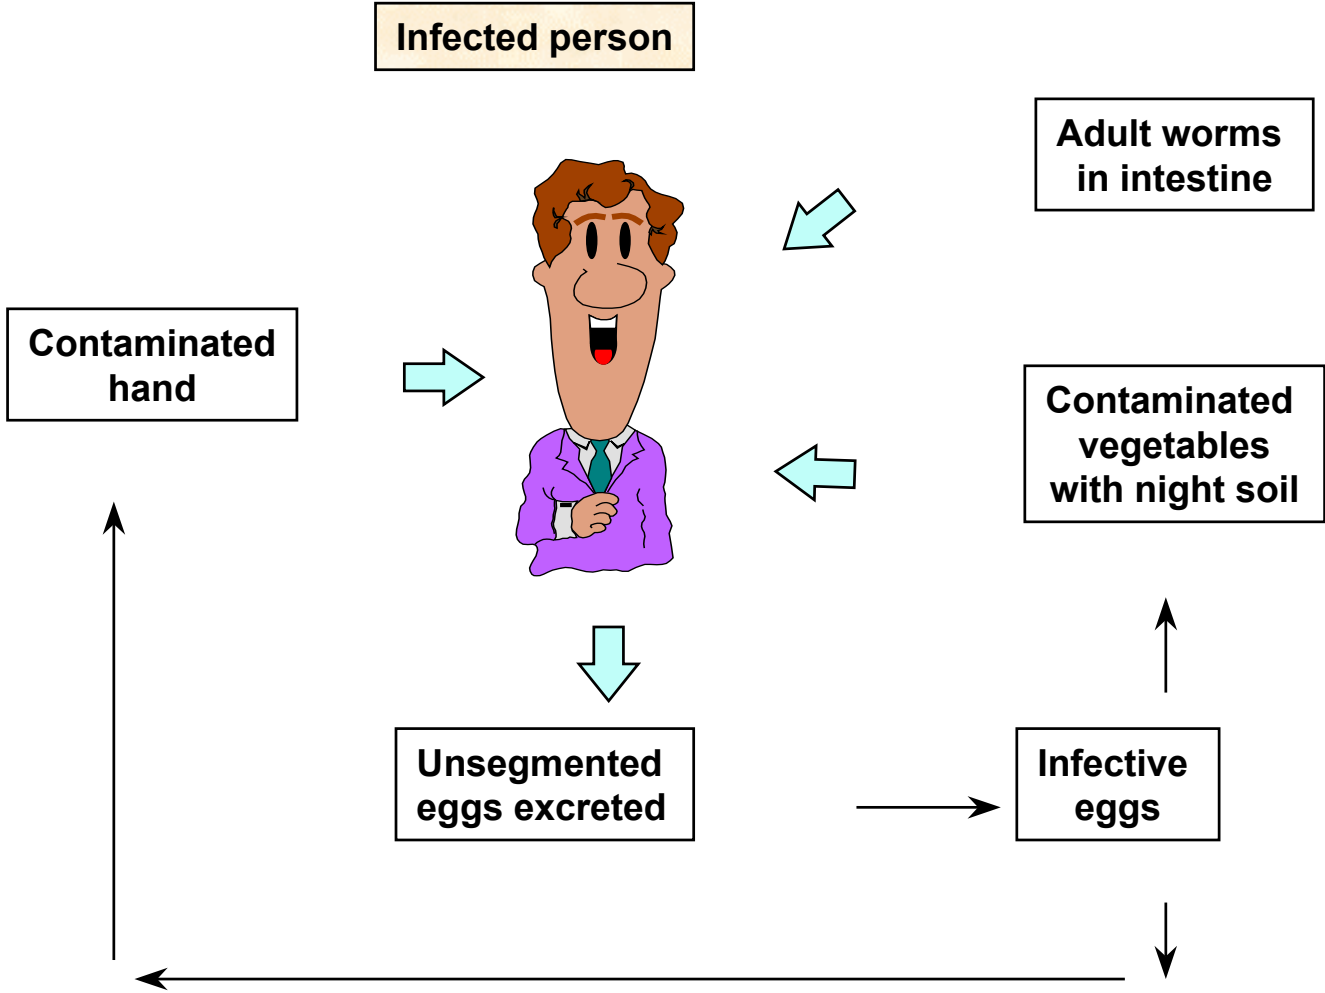 Infected person
Adult worms
in intestine
Contaminated
hand
Contaminated
vegetables
with night soil
Unsegmented
eggs excreted
Infective
eggs